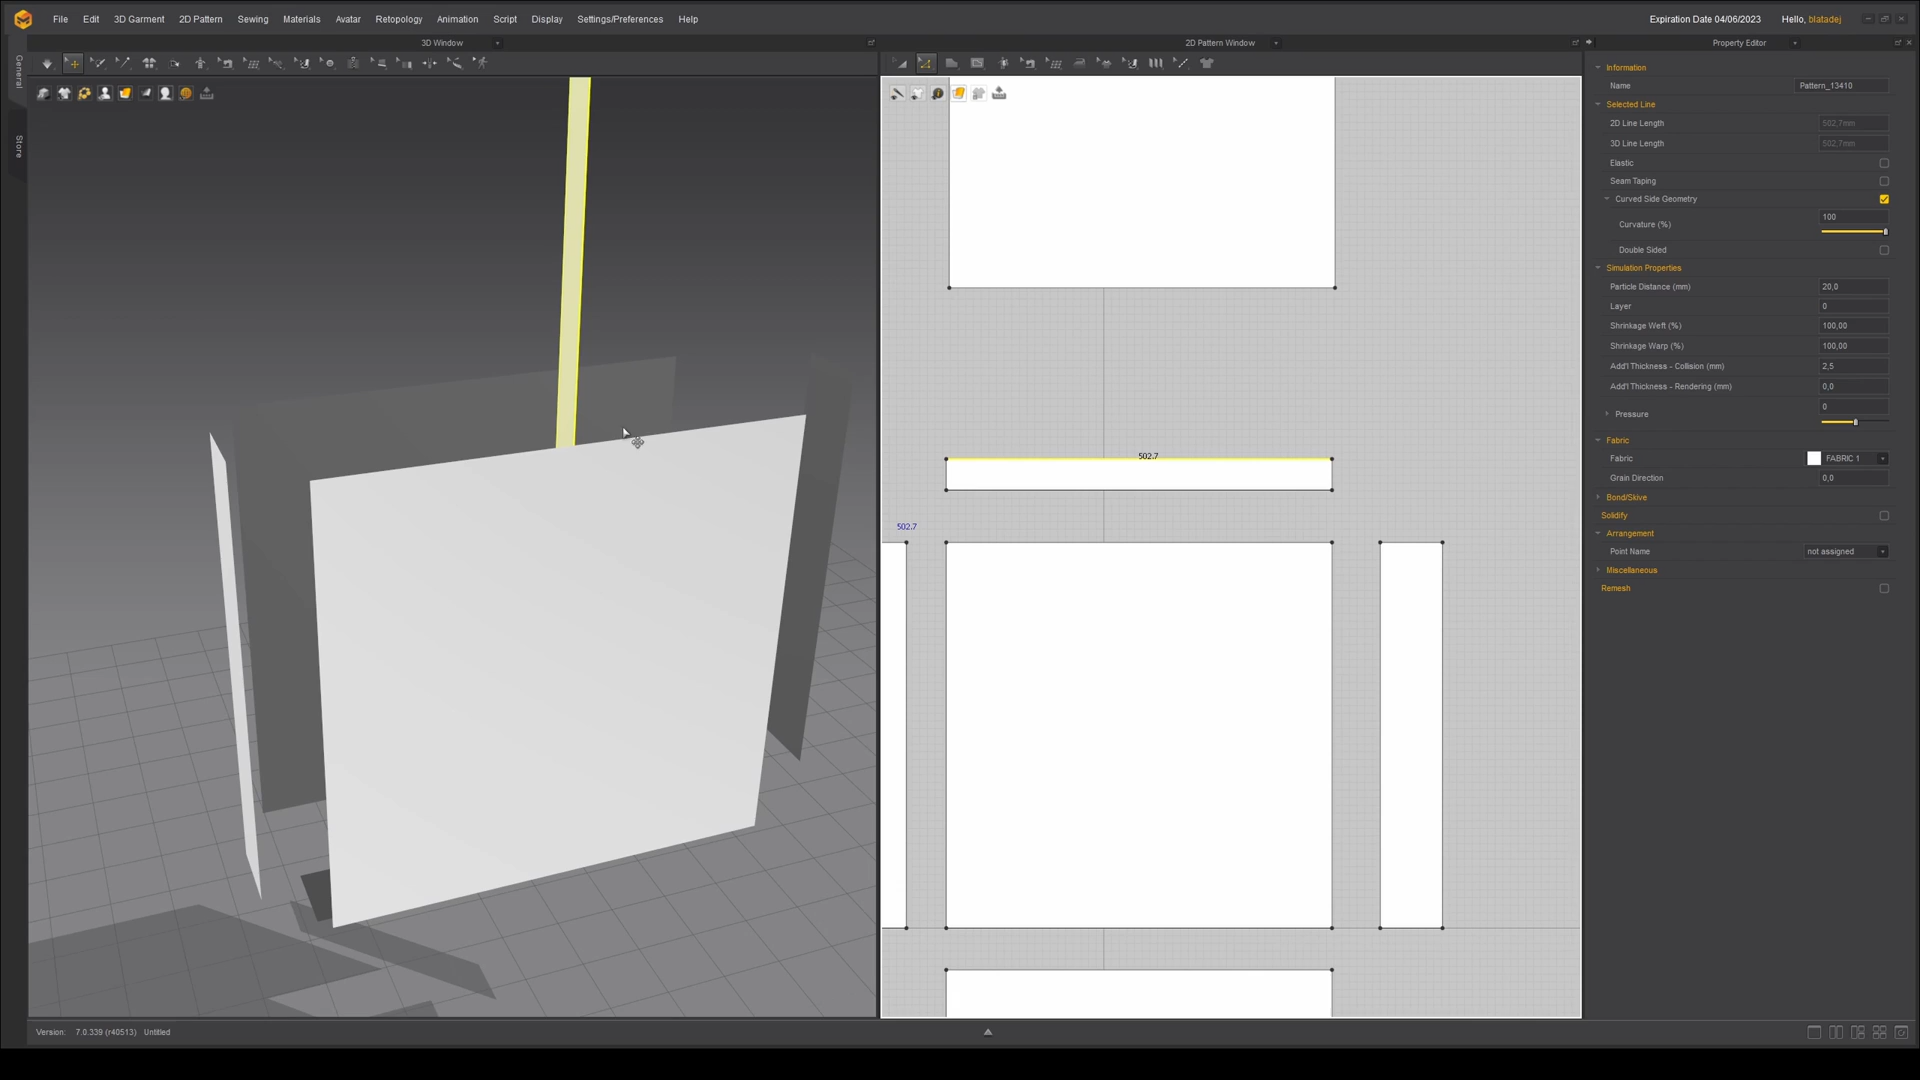 File Edit 3D Garment 2D Pattern Sewing Materials Avatar Retopology Animation Script Display Settings/Preferences Help
Expiration Date 04/06/2023 Hello, blatadej
General
Store
3D Window
2D Pattern Window
Property Editor
502.7
502.7
Information
Name Pattern_13410
Selected Line
2D Line Length 502,7mm
3D Line Length 502,7mm
Elastic
Seam Taping
Curved Side Geometry
Curvature (%) 100
Double Sided
Simulation Properties
Particle Distance (mm) 20,0
Layer 0
Shrinkage Weft (%) 100,00
Shrinkage Warp (%) 100,00
Add'l Thickness - Collision (mm) 2,5
Add'l Thickness - Rendering (mm) 0,0
Pressure 0
Fabric
Fabric FABRIC 1
Grain Direction 0,0
Bond/Skive
Solidify
Arrangement
Point Name not assigned
Miscellaneous
Remesh
Version: 7.0.339 (r40513) Untitled